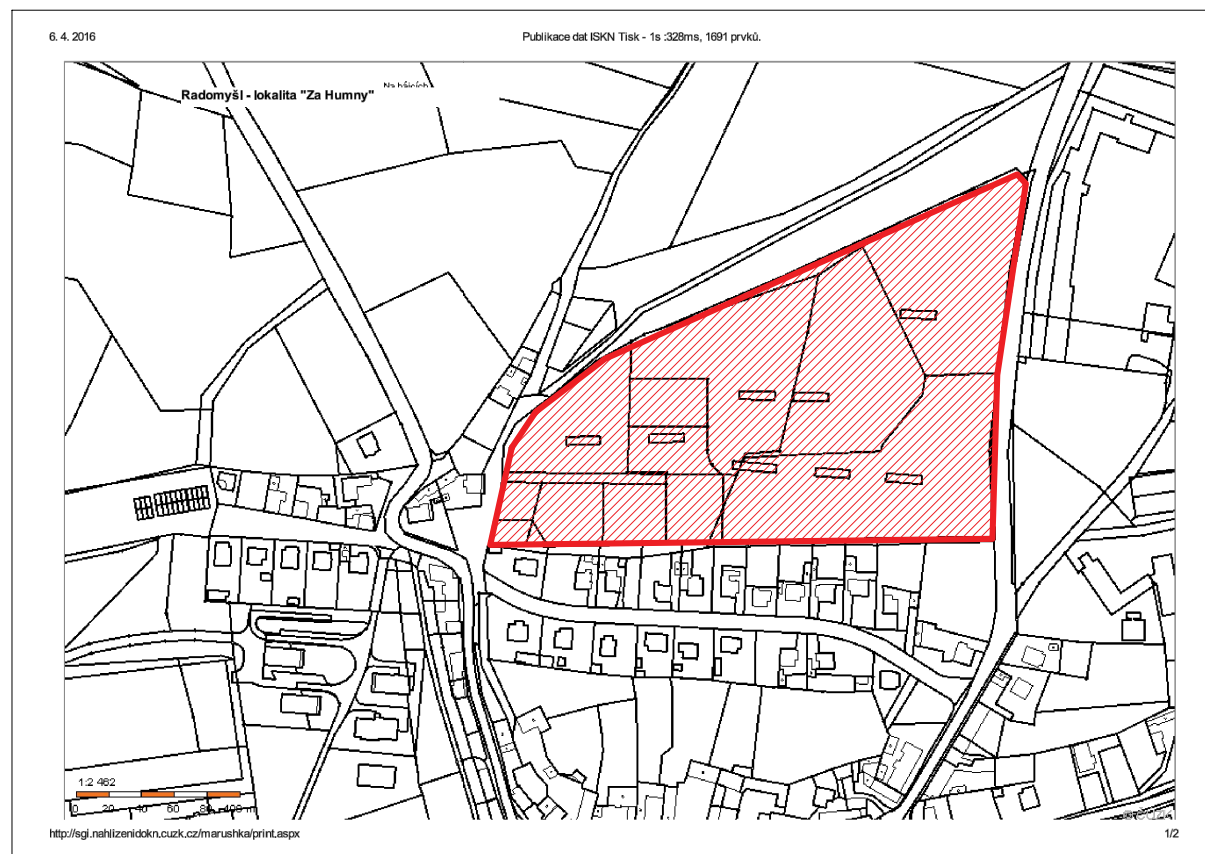 6. 4. 2016
Publikace dat ISKN Tisk - 1s :328ms, 1691 prvků.
Radomyšl - lokalita "Za Humny"
1:2 462
0 20 40 60 80 100 m
http://sgi.nahlizenidokn.cuzk.cz/marushka/print.aspx
1/2